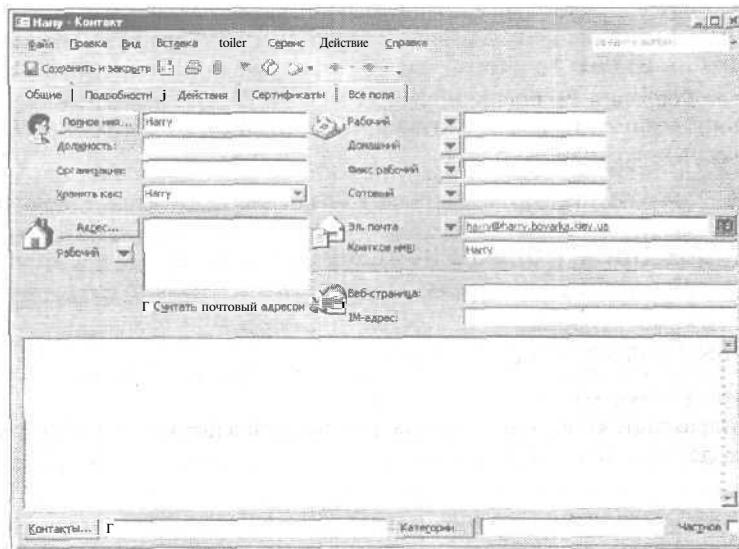 Harry - Контакт
Файл Правка Вид Вставка toiler Сервис Действие Справка
Сохранить и закрыть
Общие | Подробности j Действия | Сертификаты | Все поля
Полное имя... Harry Рабочий
Должность: Домашний
Организация: Факс рабочий
Хранить как: Harry Сотовый
Адрес... Эл. почта harry@harry.boyarka.kiev.ua
Рабочий Краткое имя: Harry
Веб-страница:
Г Считать почтовый адресом
IM-адрес:
Контакты... Г Категории... Частное Г